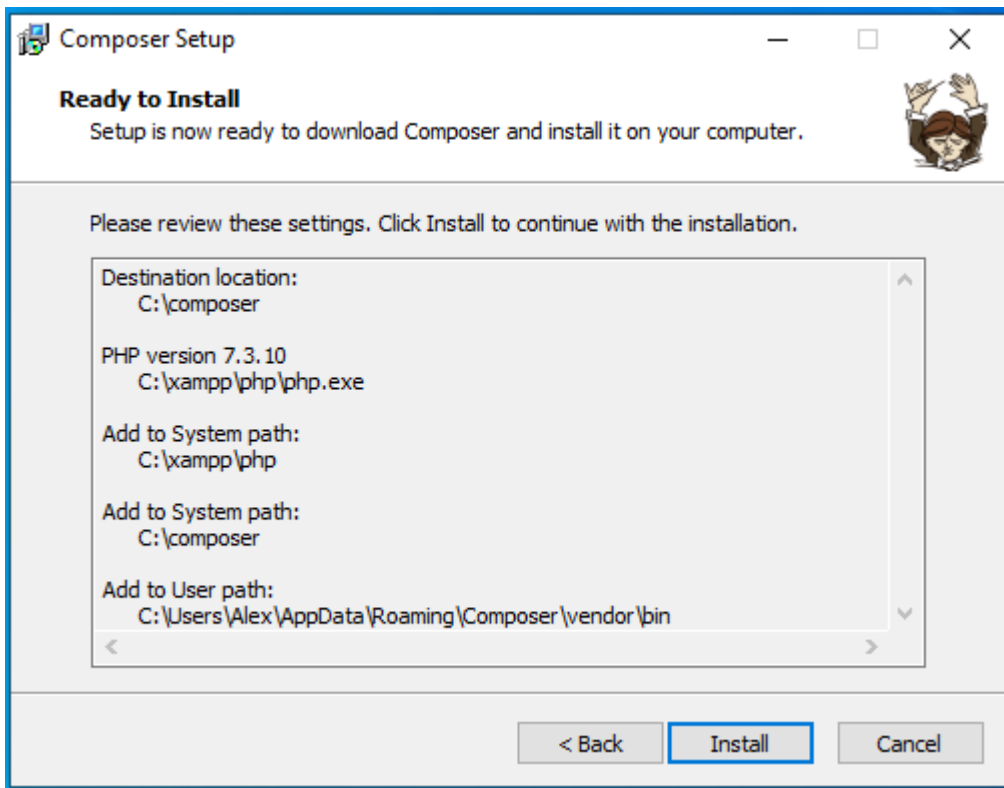 Composer Setup
Ready to Install
Setup is now ready to download Composer and install it on your computer.
Please review these settings. Click Install to continue with the installation.
Destination location:
C:\composer
PHP version 7.3.10
C:\xampp\php\php.exe
Add to System path:
C:\xampp\php
Add to System path:
C:\composer
Add to User path:
C:\Users\Alex\AppData\Roaming\Composer\vendor\bin
< Back
Install
Cancel